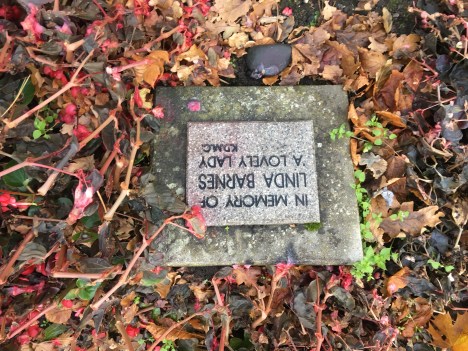 IN MEMORY OF
LINDA BARNES
A LOVELY LADY
KDMC